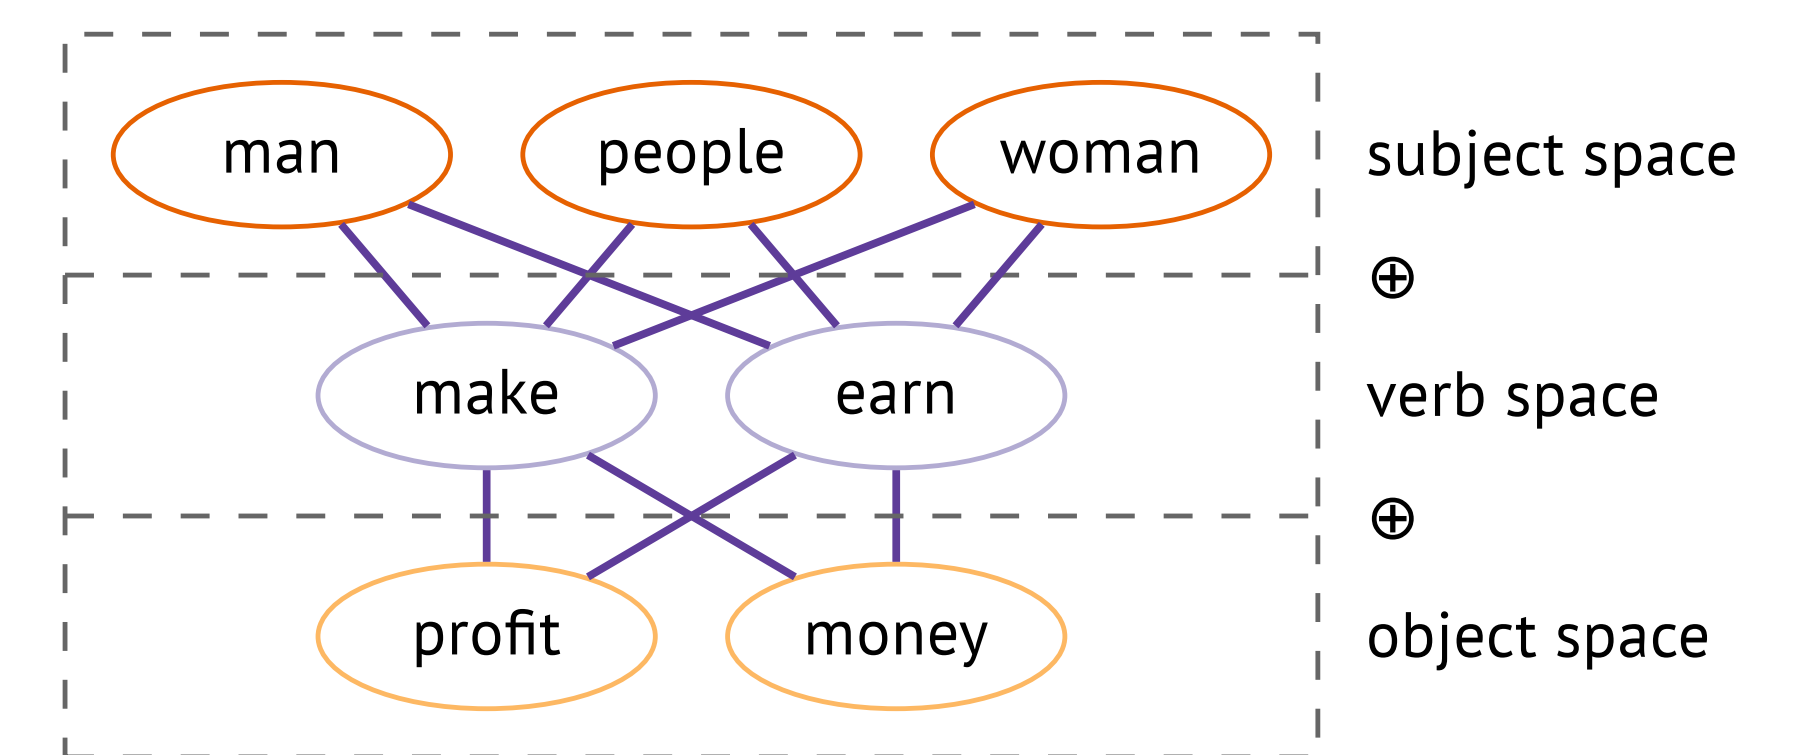 man people woman subject space
⊕
make earn verb space
⊕
profit money object space